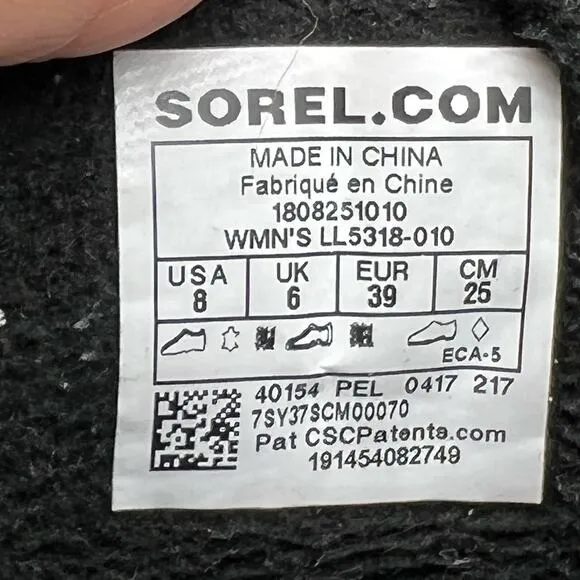 SOREL.COM
MADE IN CHINA
Fabriqué en Chine
1808251010
WMN'S LL5318-010
USA UK EUR CM
8 6 39 25
ECA-5
40154 PEL 0417 217
7SY37SCM00070
Pat CSCPatents.com
191454082749